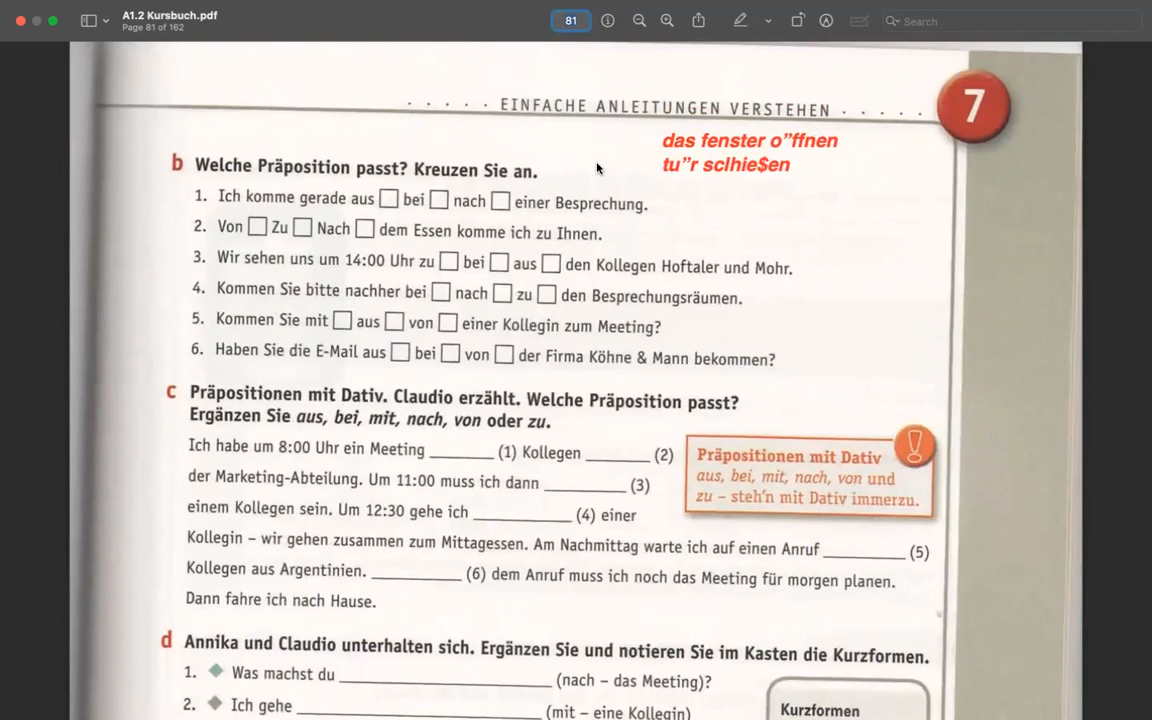 A1.2 Kursbuch.pdf
Page 81 of 162
81
Search
· · · · · EINFACHE ANLEITUNGEN VERSTEHEN · · · · ·
7
das fenster o”ffnen
tu”r sclhie$en
b Welche Präposition passt? Kreuzen Sie an.
1. Ich komme gerade aus ☐ bei ☐ nach ☐ einer Besprechung.
2. Von ☐ Zu ☐ Nach ☐ dem Essen komme ich zu Ihnen.
3. Wir sehen uns um 14:00 Uhr zu ☐ bei ☐ aus ☐ den Kollegen Hoftaler und Mohr.
4. Kommen Sie bitte nachher bei ☐ nach ☐ zu ☐ den Besprechungsräumen.
5. Kommen Sie mit ☐ aus ☐ von ☐ einer Kollegin zum Meeting?
6. Haben Sie die E-Mail aus ☐ bei ☐ von ☐ der Firma Köhne & Mann bekommen?
c Präpositionen mit Dativ. Claudio erzählt. Welche Präposition passt?
Ergänzen Sie aus, bei, mit, nach, von oder zu.
Ich habe um 8:00 Uhr ein Meeting _______ (1) Kollegen _______ (2)
der Marketing-Abteilung. Um 11:00 muss ich dann _________ (3)
einem Kollegen sein. Um 12:30 gehe ich ___________ (4) einer
Kollegin – wir gehen zusammen zum Mittagessen. Am Nachmittag warte ich auf einen Anruf _________ (5)
Kollegen aus Argentinien. __________ (6) dem Anruf muss ich noch das Meeting für morgen planen.
Dann fahre ich nach Hause.
!
Präpositionen mit Dativ
aus, bei, mit, nach, von und
zu – steh'n mit Dativ immerzu.
d Annika und Claudio unterhalten sich. Ergänzen Sie und notieren Sie im Kasten die Kurzformen.
1. ◆ Was machst du ________________________ (nach – das Meeting)?
2. ◆ Ich gehe ___________________________ (mit – eine Kollegin)
Kurzformen